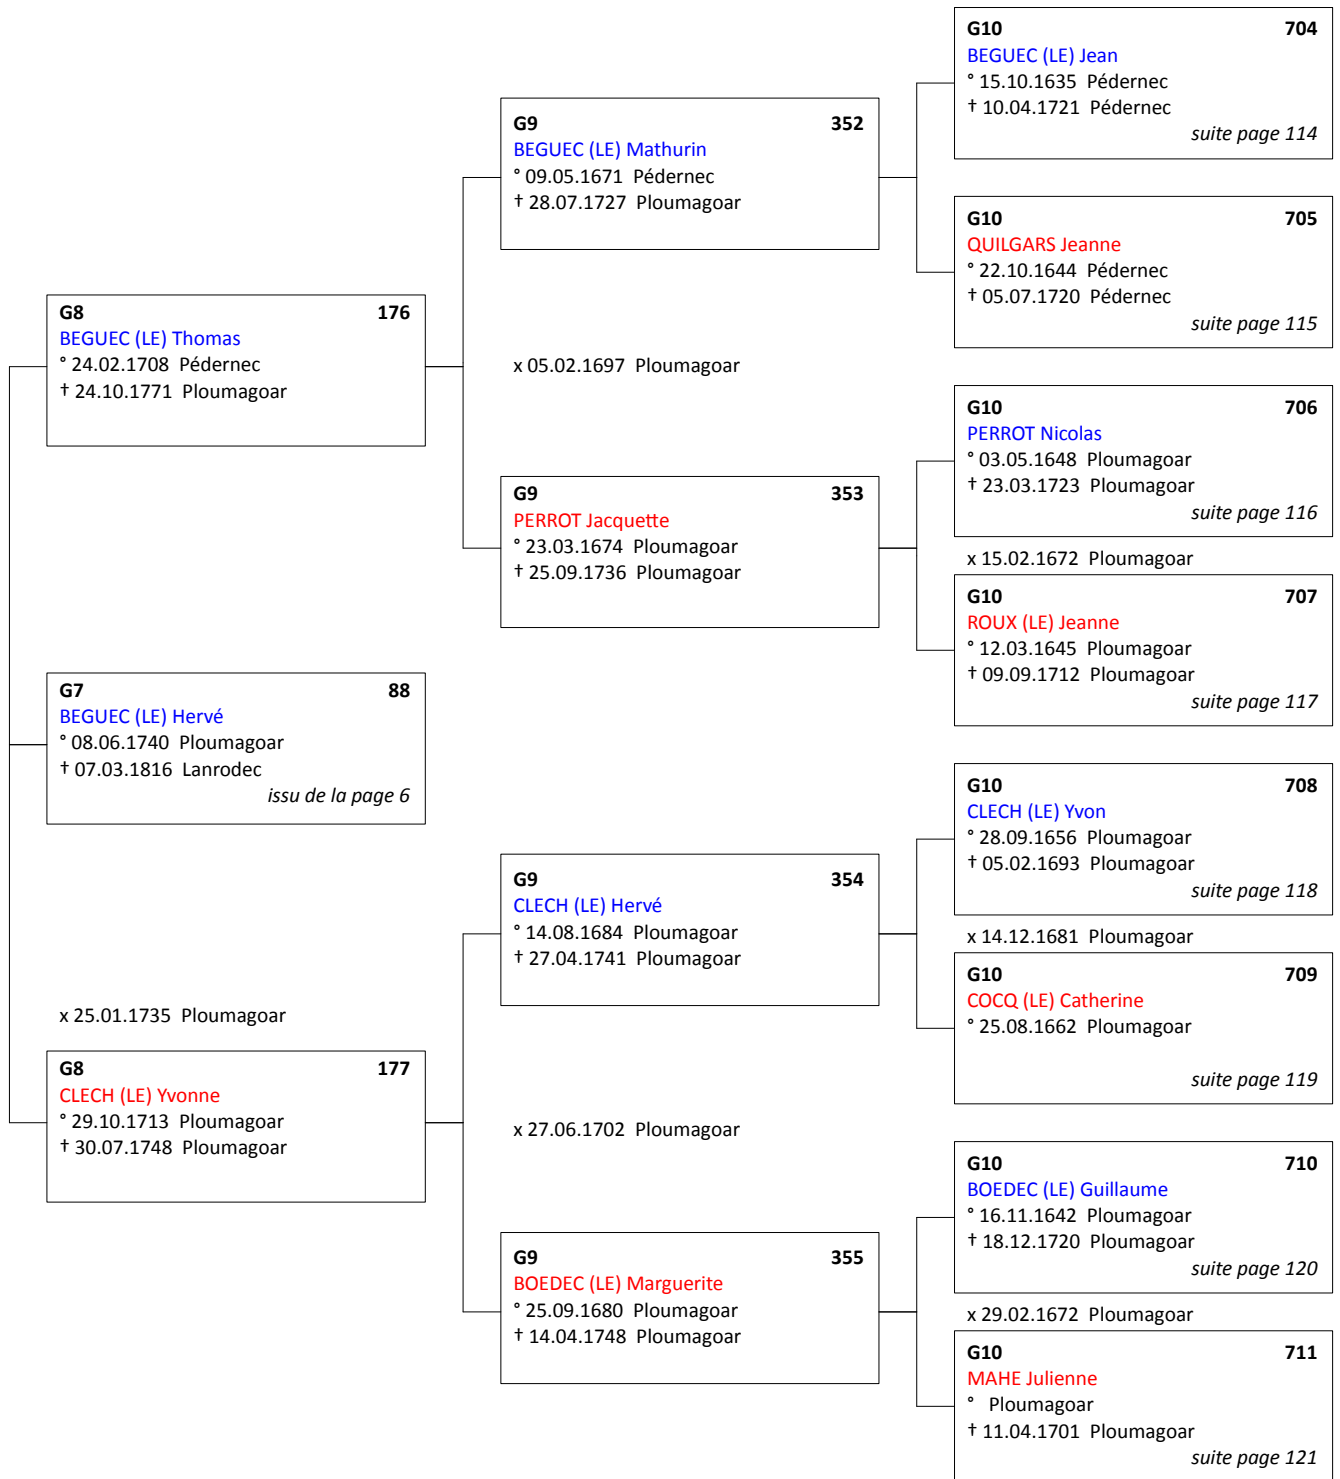 G8 176
BEGUEC (LE) Thomas
° 24.02.1708 Pédernec
† 24.10.1771 Ploumagoar
G7 88
BEGUEC (LE) Hervé
° 08.06.1740 Ploumagoar
† 07.03.1816 Lanrodec
issu de la page 6
x 25.01.1735 Ploumagoar
G8 177
CLECH (LE) Yvonne
° 29.10.1713 Ploumagoar
† 30.07.1748 Ploumagoar
G9 352
BEGUEC (LE) Mathurin
° 09.05.1671 Pédernec
† 28.07.1727 Ploumagoar
x 05.02.1697 Ploumagoar
G9 353
PERROT Jacquette
° 23.03.1674 Ploumagoar
† 25.09.1736 Ploumagoar
G9 354
CLECH (LE) Hervé
° 14.08.1684 Ploumagoar
† 27.04.1741 Ploumagoar
x 27.06.1702 Ploumagoar
G9 355
BOEDEC (LE) Marguerite
° 25.09.1680 Ploumagoar
† 14.04.1748 Ploumagoar
G10 704
BEGUEC (LE) Jean
° 15.10.1635 Pédernec
† 10.04.1721 Pédernec
suite page 114
G10 705
QUILGARS Jeanne
° 22.10.1644 Pédernec
† 05.07.1720 Pédernec
suite page 115
G10 706
PERROT Nicolas
° 03.05.1648 Ploumagoar
† 23.03.1723 Ploumagoar
suite page 116
x 15.02.1672 Ploumagoar
G10 707
ROUX (LE) Jeanne
° 12.03.1645 Ploumagoar
† 09.09.1712 Ploumagoar
suite page 117
G10 708
CLECH (LE) Yvon
° 28.09.1656 Ploumagoar
† 05.02.1693 Ploumagoar
suite page 118
x 14.12.1681 Ploumagoar
G10 709
COCQ (LE) Catherine
° 25.08.1662 Ploumagoar
suite page 119
G10 710
BOEDEC (LE) Guillaume
° 16.11.1642 Ploumagoar
† 18.12.1720 Ploumagoar
suite page 120
x 29.02.1672 Ploumagoar
G10 711
MAHE Julienne
° Ploumagoar
† 11.04.1701 Ploumagoar
suite page 121